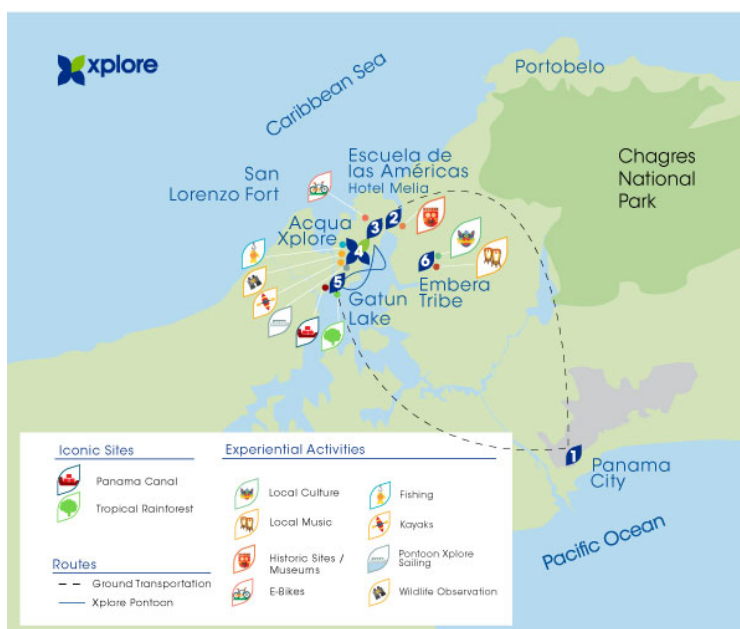 xplore
Caribbean Sea
Portobelo
Chagres
National
Park
San
Lorenzo Fort
Escuela de
las Américas
Hotel Melia
Acqua
Xplore
2
3
4
5
6
Embera
Tribe
Gatun
Lake
1
Panama
City
Pacific Ocean
Iconic Sites
Panama Canal
Tropical Rainforest
Routes
Ground Transportation
Xplore Pontoon
Experiential Activities
Local Culture
Local Music
Historic Sites /
Museums
E-Bikes
Fishing
Kayaks
Pontoon Xplore
Sailing
Wildlife Observation